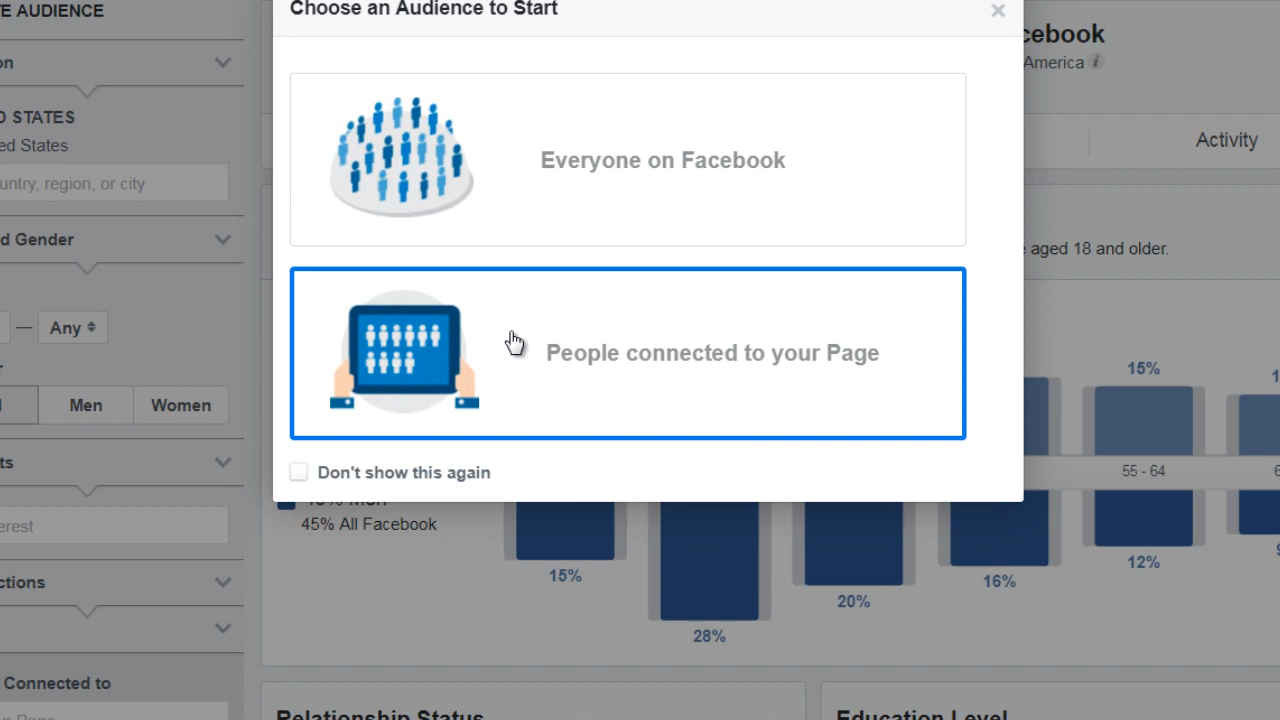 E AUDIENCE
Choose an Audience to Start
cebook
on
America
D STATES
ed States
untry, region, or city
Everyone on Facebook
Activity
d Gender
aged 18 and older.
Any
People connected to your Page
Men
Women
15%
55 - 64
ts
Don't show this again
45% All Facebook
erest
15%
28%
20%
16%
12%
ctions
Connected to
Relationship Status
Education Level